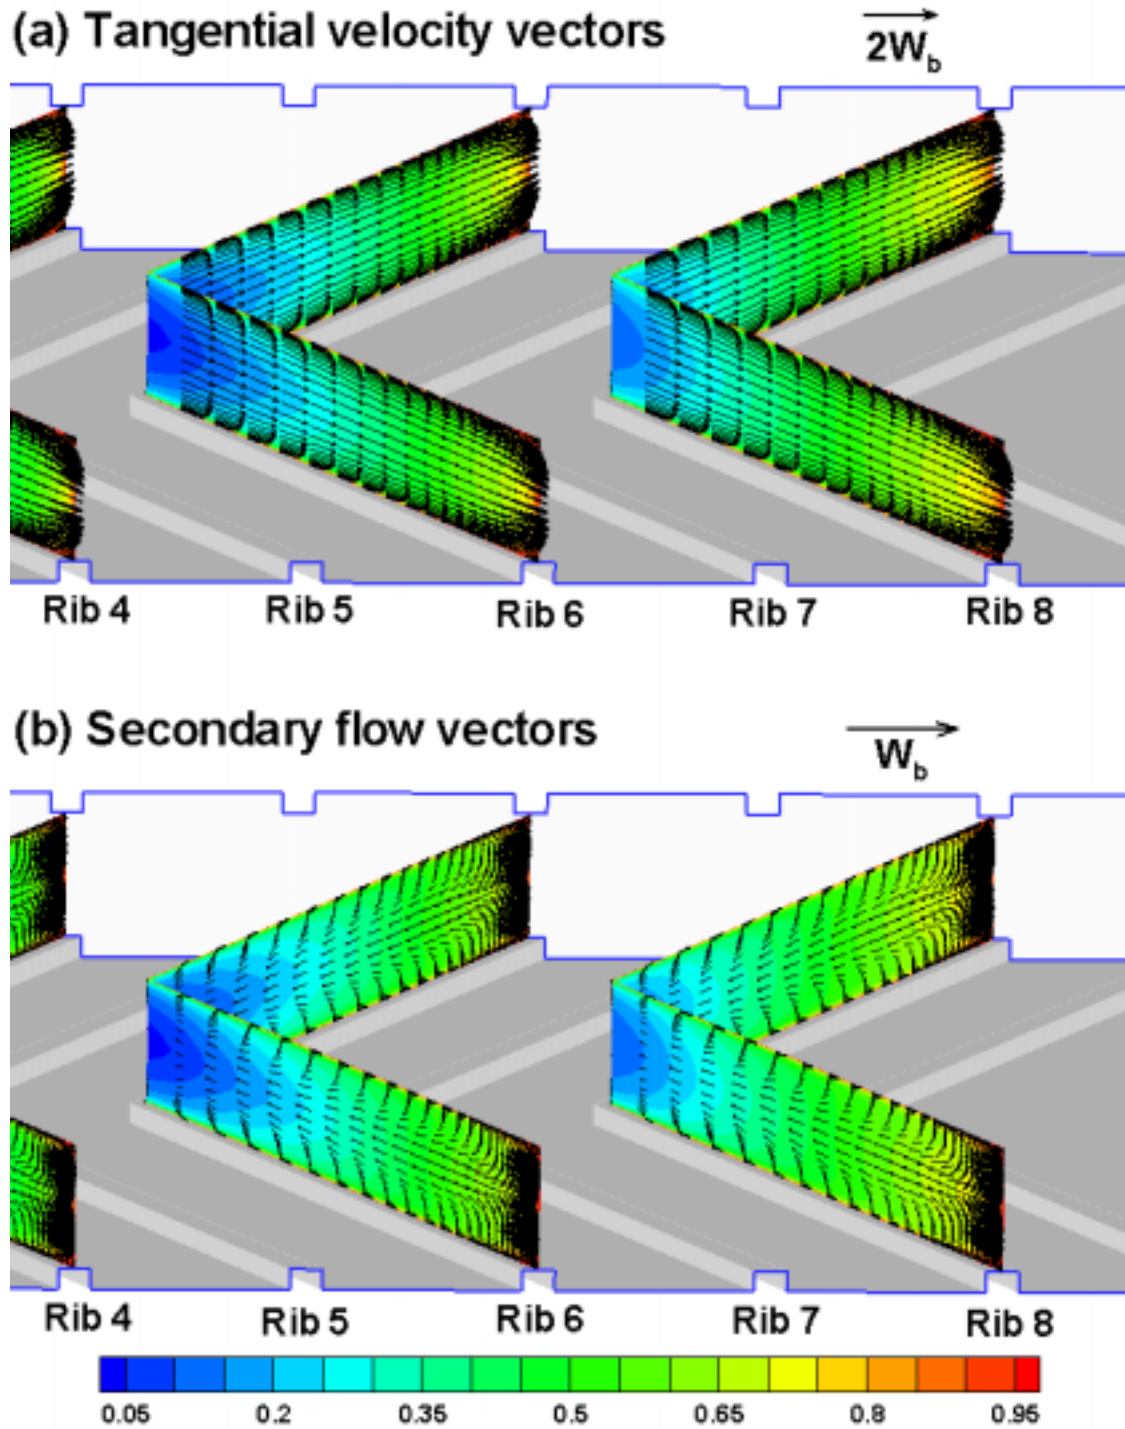 (a) Tangential velocity vectors
2Wb
Rib 4 Rib 5 Rib 6 Rib 7 Rib 8
(b) Secondary flow vectors
Wb
Rib 4 Rib 5 Rib 6 Rib 7 Rib 8
0.05 0.2 0.35 0.5 0.65 0.8 0.95